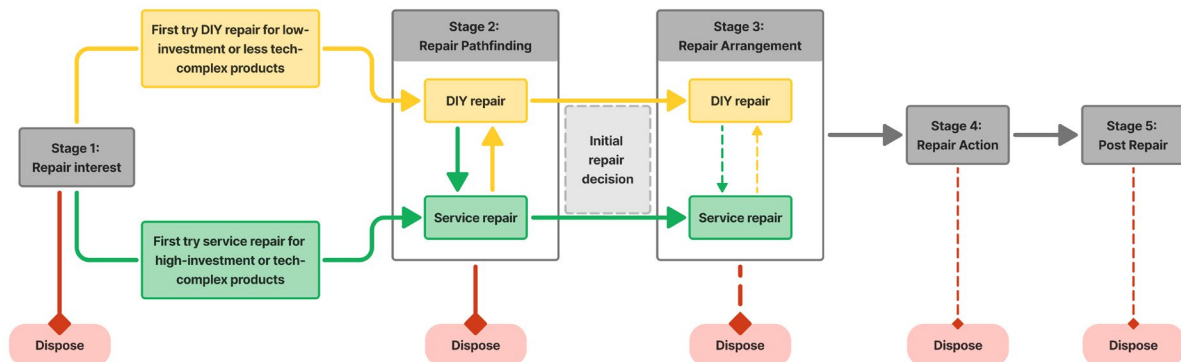 First try DIY repair for low-
investment or less tech-
complex products
Stage 2:
Repair Pathfinding
Stage 3:
Repair Arrangement
DIY repair
DIY repair
Stage 1:
Repair interest
Initial
repair
decision
Stage 4:
Repair Action
Stage 5:
Post Repair
Service repair
Service repair
First try service repair for
high-investment or tech-
complex products
Dispose
Dispose
Dispose
Dispose
Dispose